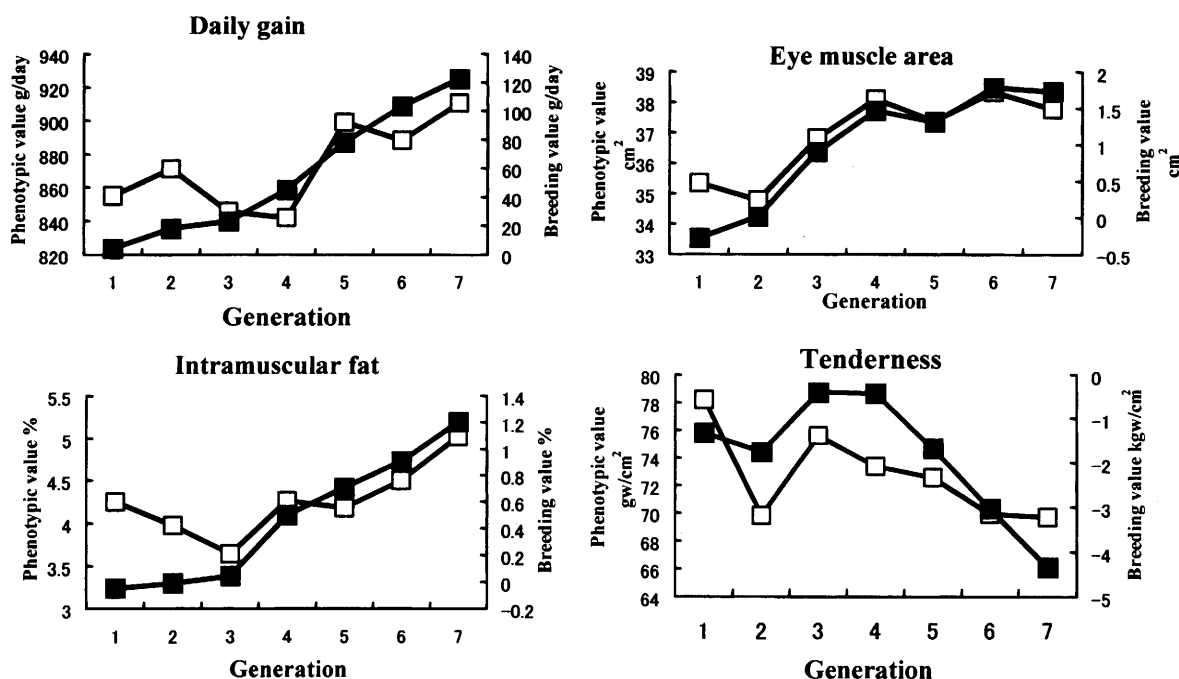 Daily gain
Phenotypic value g/day
940
920
900
880
860
840
820
140
120
100
80
60
40
20
0
Breeding value g/day
1 2 3 4 5 6 7
Generation
Eye muscle area
Phenotypic value
cm²
39
38
37
36
35
34
33
2
1.5
1
0.5
0
−0.5
Breeding value
cm²
1 2 3 4 5 6 7
Generation
Intramuscular fat
Phenotypic value %
5.5
5
4.5
4
3.5
3
1.4
1.2
1
0.8
0.6
0.4
0.2
0
−0.2
Breeding value %
1 2 3 4 5 6 7
Generation
Tenderness
Phenotypic value
gw/cm²
80
78
76
74
72
70
68
66
64
0
−1
−2
−3
−4
−5
Breeding value kgw/cm²
1 2 3 4 5 6 7
Generation